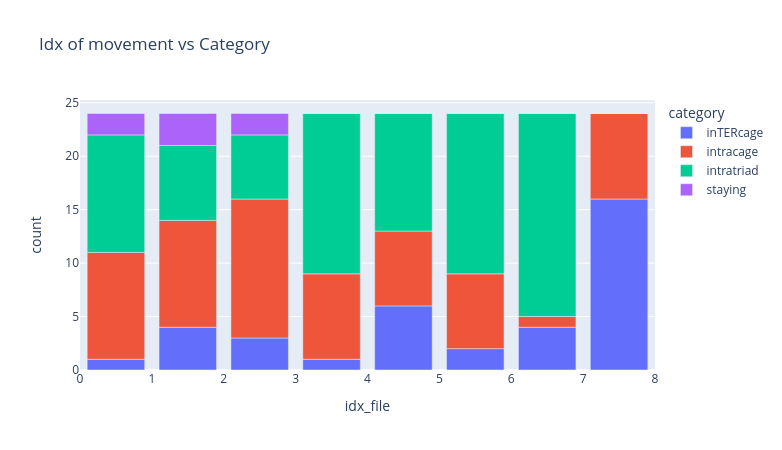 Idx of movement vs Category
25
20
15
10
5
0
count
0 1 2 3 4 5 6 7 8
idx_file
category
inTERcage
intracage
intratriad
staying